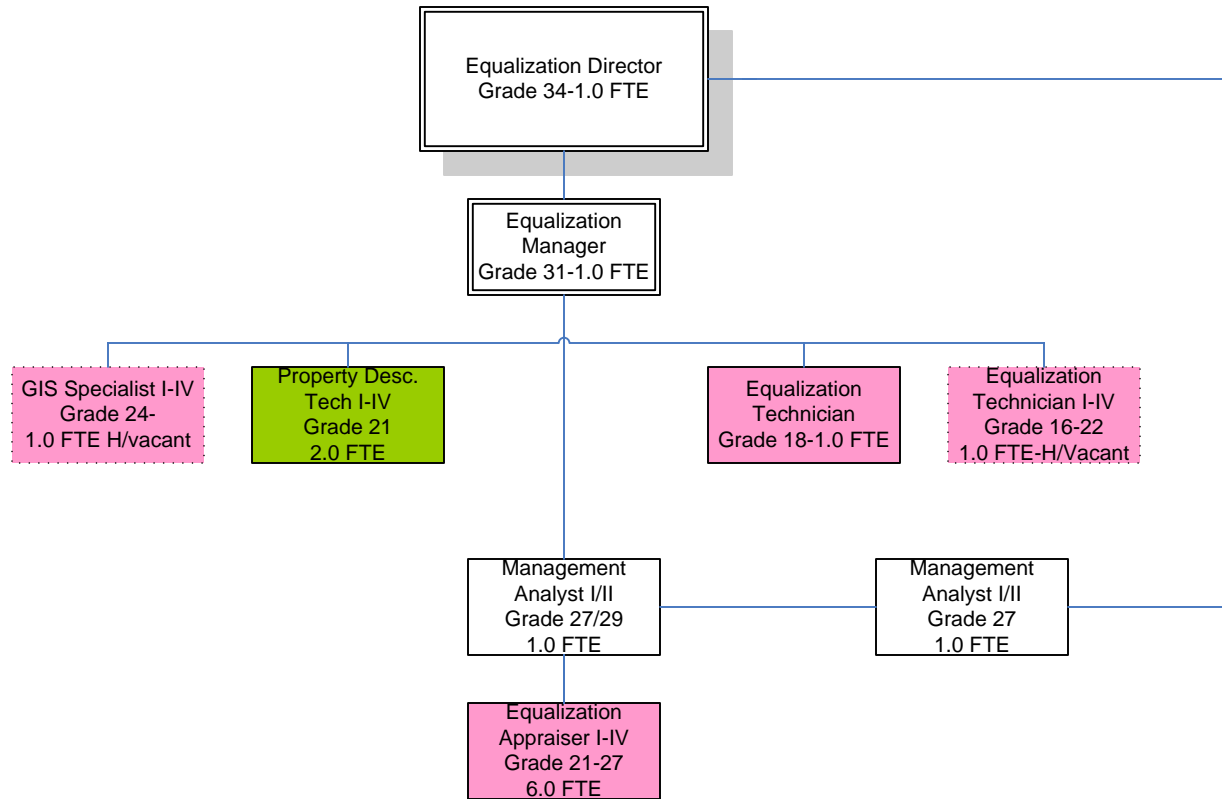 Equalization Director
Grade 34-1.0 FTE
Equalization
Manager
Grade 31-1.0 FTE
GIS Specialist I-IV
Grade 24-
1.0 FTE H/vacant
Property Desc.
Tech I-IV
Grade 21
2.0 FTE
Equalization
Technician
Grade 18-1.0 FTE
Equalization
Technician I-IV
Grade 16-22
1.0 FTE-H/Vacant
Management
Analyst I/II
Grade 27/29
1.0 FTE
Management
Analyst I/II
Grade 27
1.0 FTE
Equalization
Appraiser I-IV
Grade 21-27
6.0 FTE